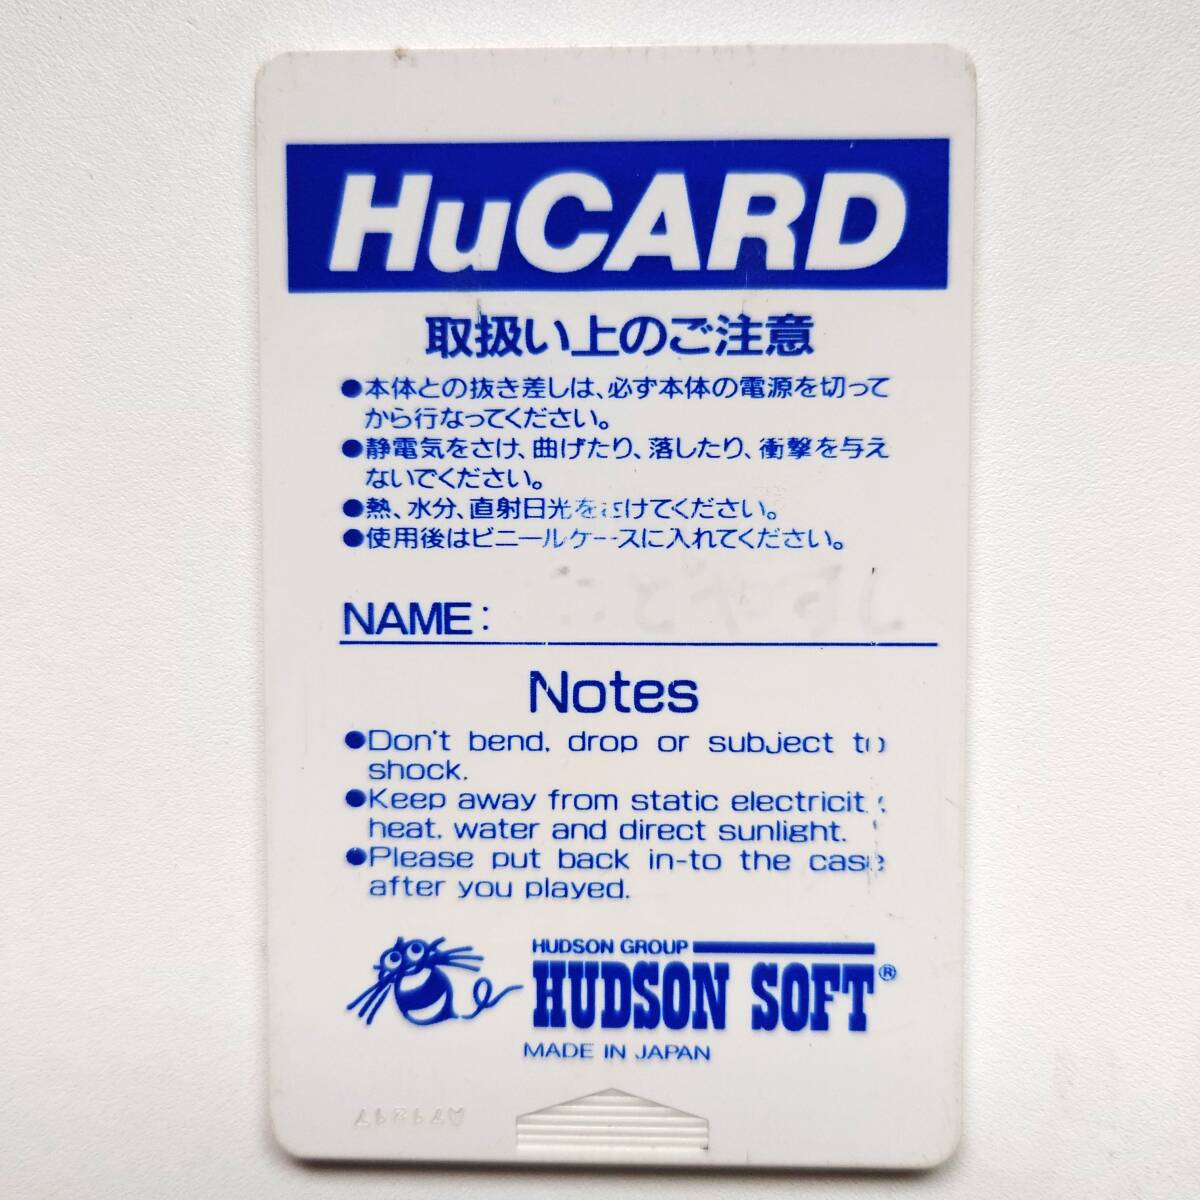 HuCARD
取扱い上のご注意
●本体との抜き差しは、必ず本体の電源を切って
から行なってください。
●静電気をさけ、曲げたり、落したり、衝撃を与え
ないでください。
●熱、水分、直射日光をさけてください。
●使用後はビニールケースに入れてください。
NAME:
Notes
●Don't bend, drop or subject to
shock.
●Keep away from static electricity,
heat, water and direct sunlight.
●Please put back in-to the case
after you played.
HUDSON GROUP
HUDSON SOFT®
MADE IN JAPAN